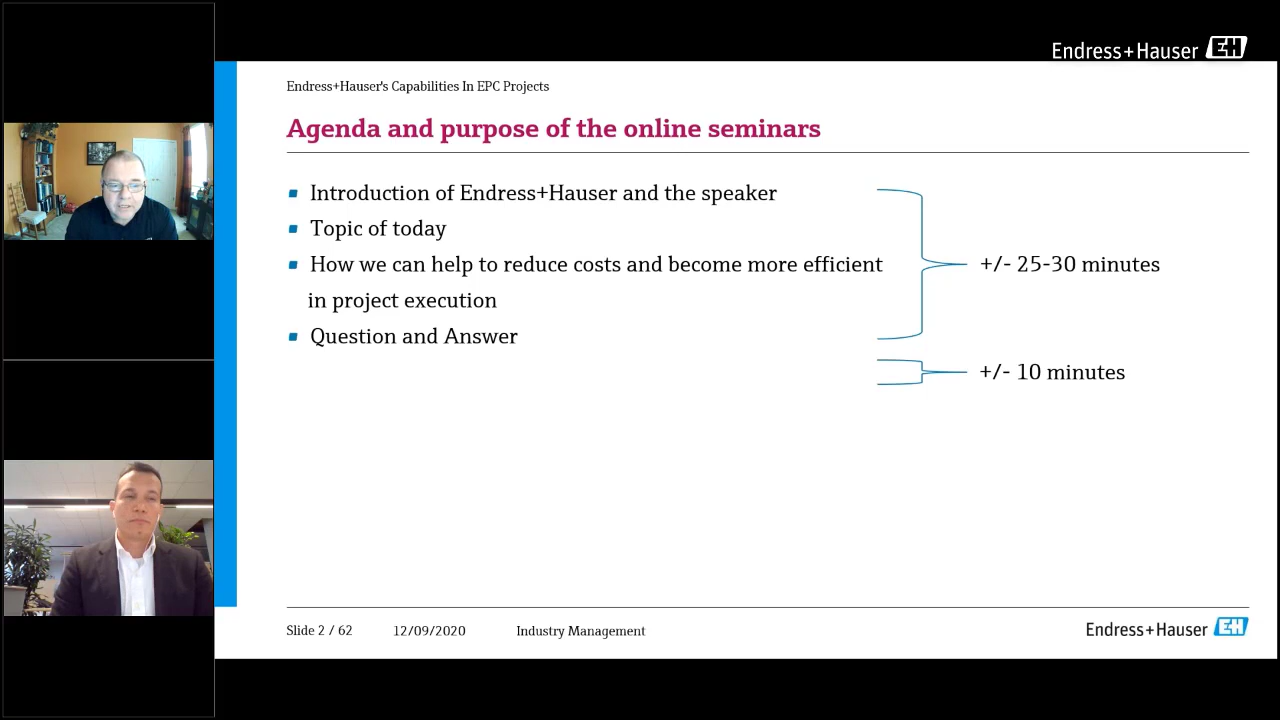 Endress+Hauser EH
Endress+Hauser's Capabilities In EPC Projects
Agenda and purpose of the online seminars
Introduction of Endress+Hauser and the speaker
Topic of today
How we can help to reduce costs and become more efficient
in project execution
+/- 25-30 minutes
Question and Answer
+/- 10 minutes
Slide 2 / 62 12/09/2020 Industry Management
Endress+Hauser EH